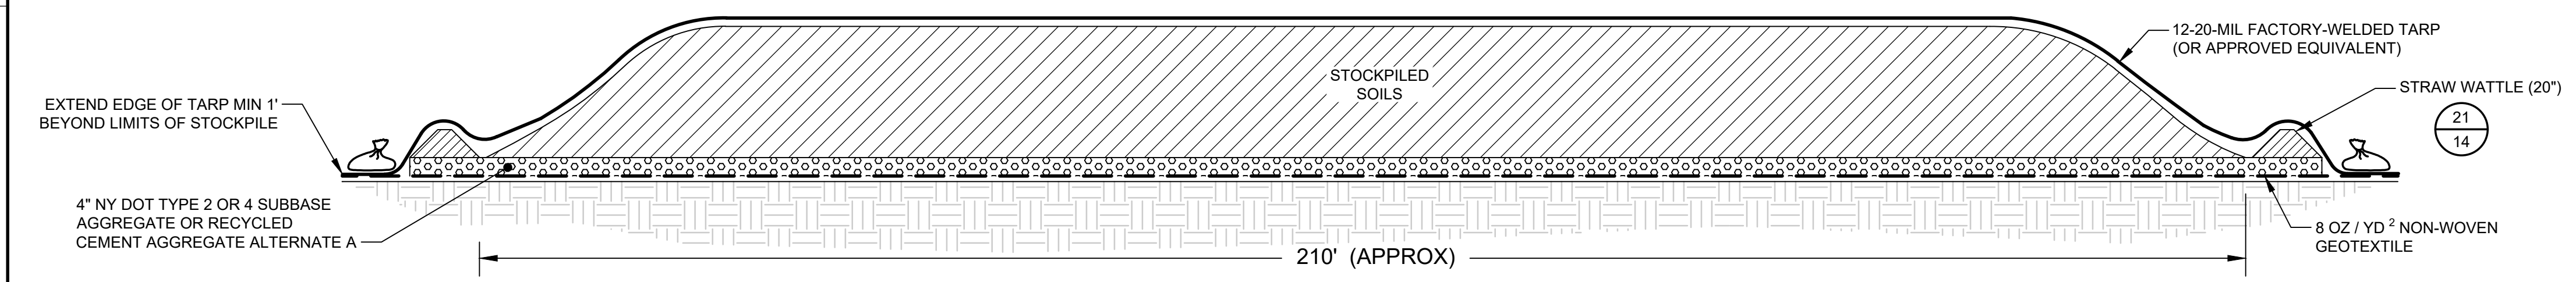 12-20-MIL FACTORY-WELDED TARP
(OR APPROVED EQUIVALENT)
STOCKPILED
SOILS
STRAW WATTLE (20")
21
14
EXTEND EDGE OF TARP MIN 1'
BEYOND LIMITS OF STOCKPILE
4" NY DOT TYPE 2 OR 4 SUBBASE
AGGREGATE OR RECYCLED
CEMENT AGGREGATE ALTERNATE A
8 OZ / YD 2 NON-WOVEN
GEOTEXTILE
210' (APPROX)